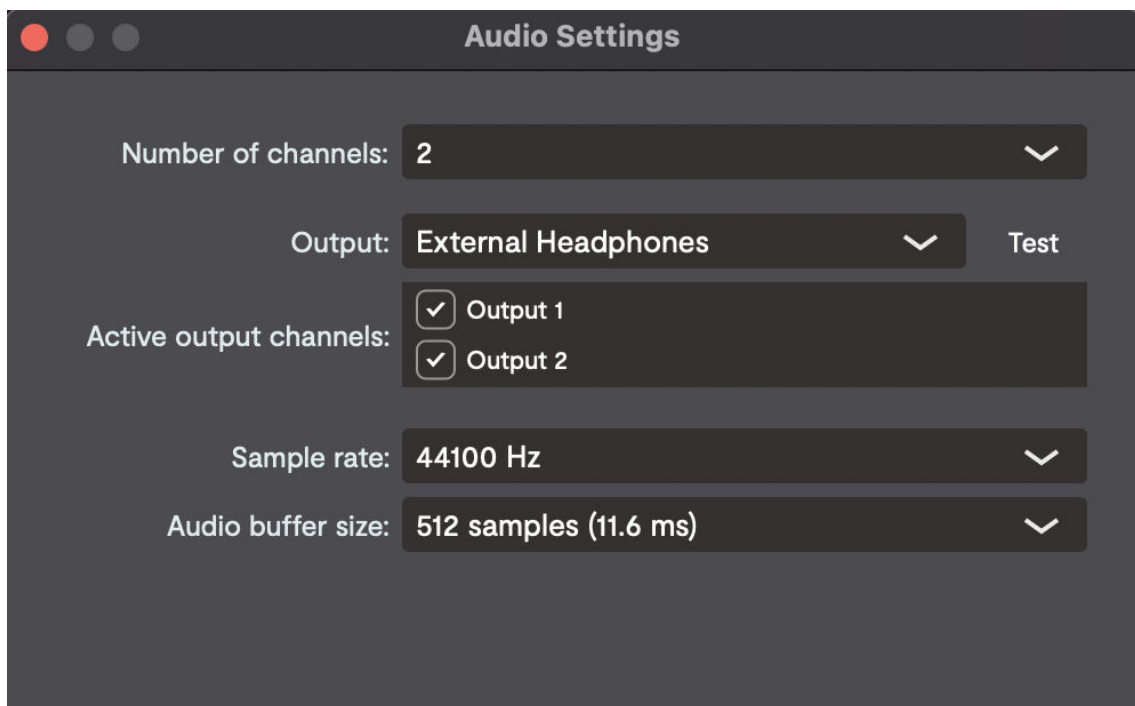 Audio Settings
Number of channels: 2
Output: External Headphones Test
Active output channels:
Output 1
Output 2
Sample rate: 44100 Hz
Audio buffer size: 512 samples (11.6 ms)